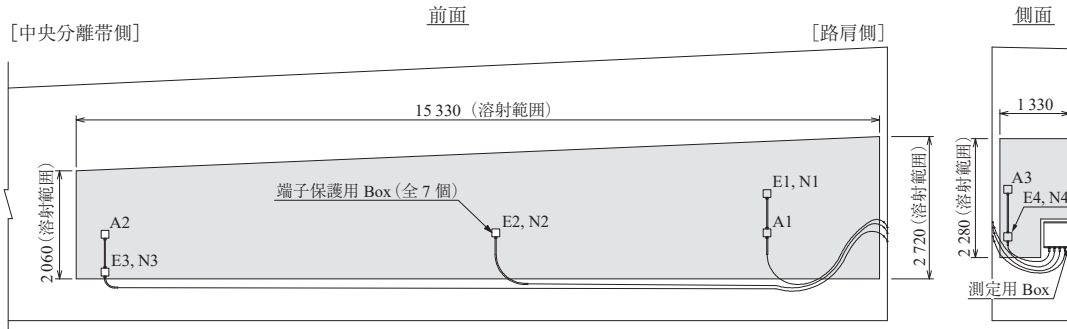 前面
側面
[中央分離帯側]
[路肩側]
15 330 (溶射範囲)
1 330
2 060 (溶射範囲)
2 720 (溶射範囲)
2 280 (溶射範囲)
端子保護用 Box (全 7 個)
E1, N1
A1
E2, N2
A2
E3, N3
A3
E4, N4
測定用 Box